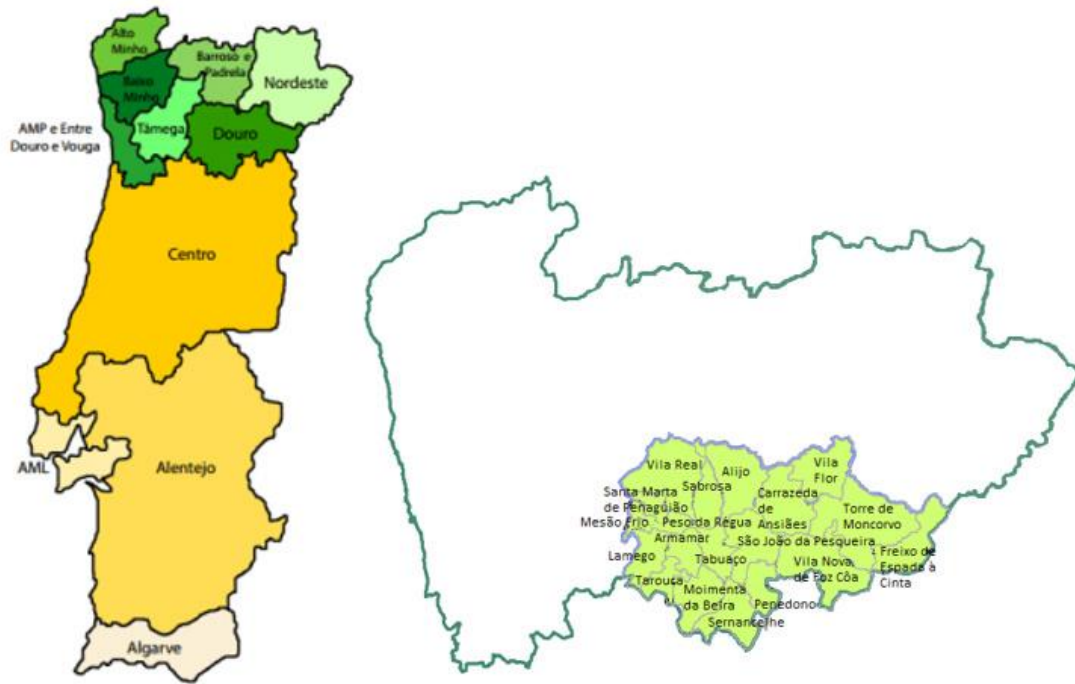 Alto
Minho
Barroso e
Padrela
Nordeste
Baixo
Minho
AMP e Entre
Douro e Vouga
Tâmega
Douro
Centro
AML
Alentejo
Algarve
Vila Real
Alijo
Vila
Flor
Sabrosa
Santa Marta
de Penaguião
Carrazeda
de
Ansiães
Mesão Frio
Peso da Régua
Torre de
Moncorvo
Armamar
São João da Pesqueira
Lamego
Tabuaço
Vila Nova
de Foz Côa
Freixo de
Espada à
Cinta
Tarouca
Moimenta
da Beira
Penedono
Sernancelhe